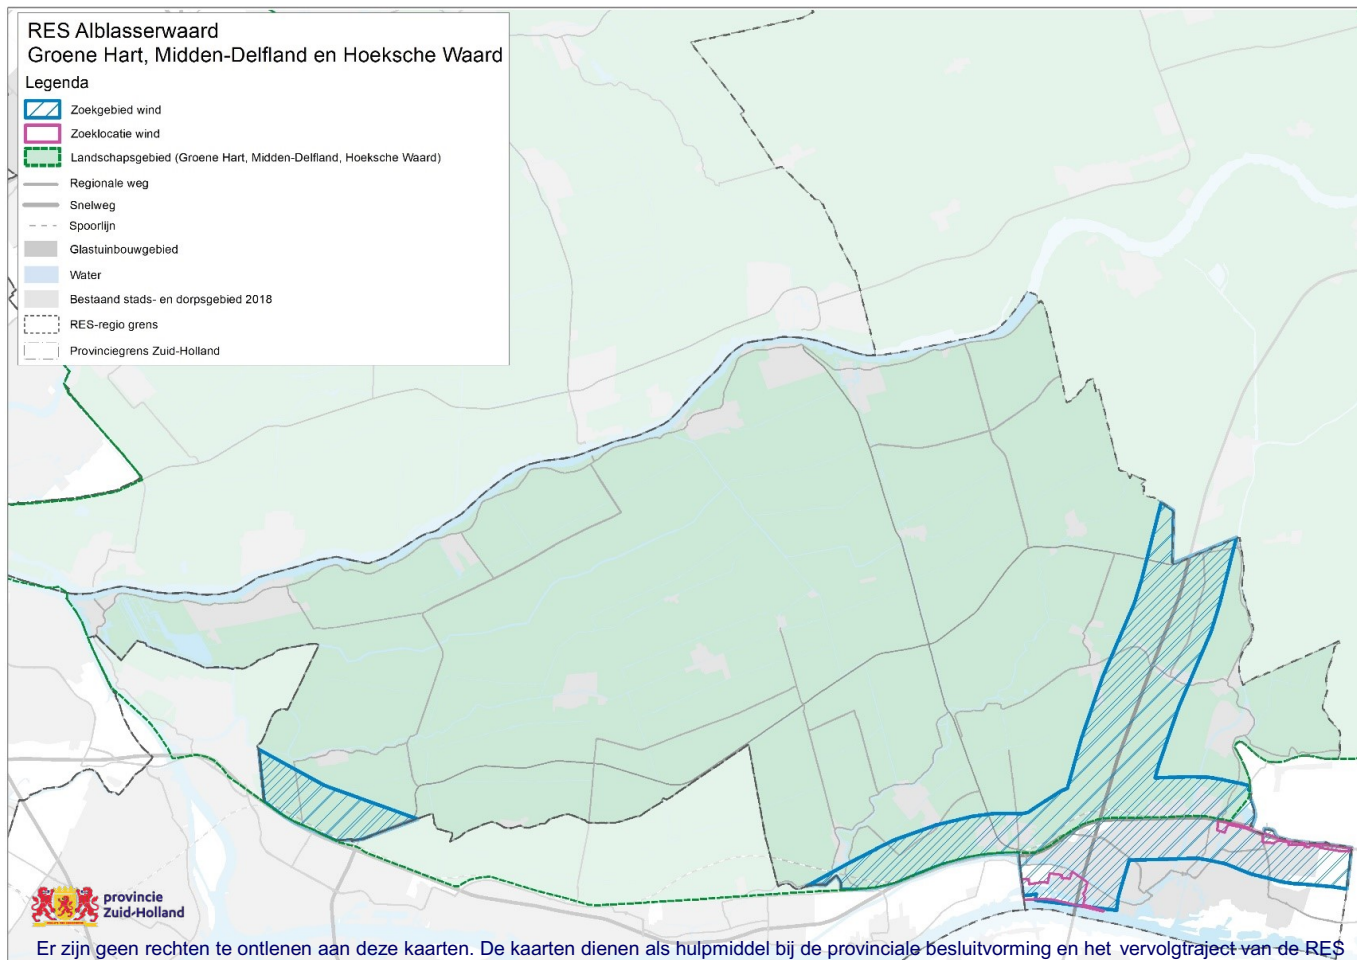 RES Alblasserwaard
Groene Hart, Midden-Delfland en Hoeksche Waard
Legenda
Zoekgebied wind
Zoeklocatie wind
Landschapsgebied (Groene Hart, Midden-Delfland, Hoeksche Waard)
Regionale weg
Snelweg
Spoorlijn
Glastuinbouwgebied
Water
Bestaand stads- en dorpsgebied 2018
RES-regio grens
Provinciegrens Zuid-Holland
provincie
Zuid-Holland
Er zijn geen rechten te ontlenen aan deze kaarten. De kaarten dienen als hulpmiddel bij de provinciale besluitvorming en het vervolgtraject van de RES